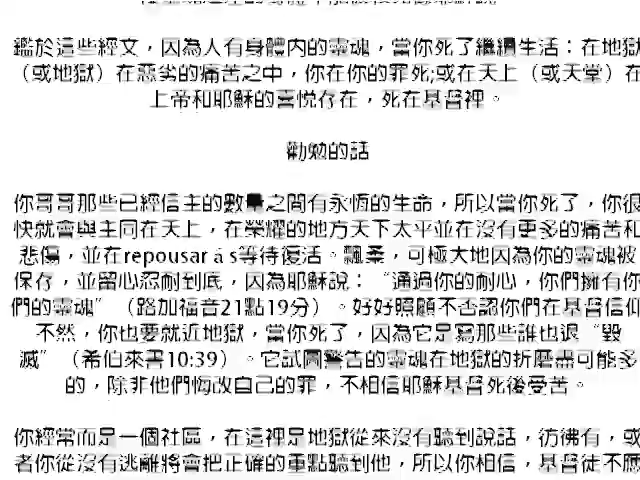 鑑於這些經文，因為人有身體內的靈魂，當你死了繼續生活：在地獄
（或地獄）在惡劣的痛苦之中，你在你的罪死;或在天上（或天堂）在
上帝和耶穌的喜悅存在，死在基督裡。
勸勉的話
你哥哥那些已經信主的數量之間有永恆的生命，所以當你死了，你很
快就會與主同在天上，在榮耀的地方天下太平並在沒有更多的痛苦和
悲傷，並在repousarás等待復活。飄柔，可極大地因為你的靈魂被
保存，並留心忍耐到底，因為耶穌說：“通過你的耐心，你們擁有你
們的靈魂”（路加福音21點19分）。好好照顧不否認你們在基督信仰
不然，你也要就近地獄，當你死了，因為它是寫那些誰也退“毀
滅”（希伯來書10:39）。它試圖警告的靈魂在地獄的折磨盡可能多
的，除非他們悔改自己的罪，不相信耶穌基督死後受苦。
你經常而足一個社區，在這裡足地獄從來沒有聽到說話，彷彿有，或
者你從沒有逃離將會把正確的重點聽到他，所以你相信，基督徒不應